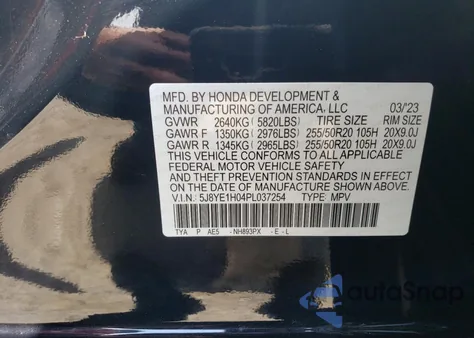 MFD. BY HONDA DEVELOPMENT &
MANUFACTURING OF AMERICA, LLC 03/'23
GVWR 2640KG(5820LBS) TIRE SIZE RIM SIZE
GAWR F 1350KG(2976LBS) 255/50R20 105H 20X9.0J
GAWR R 1345KG(2965LBS) 255/50R20 105H 20X9.0J
THIS VEHICLE CONFORMS TO ALL APPLICABLE
FEDERAL MOTOR VEHICLE SAFETY
AND THEFT PREVENTION STANDARDS IN EFFECT ON
THE DATE OF MANUFACTURE SHOWN ABOVE.
V.I.N.: 5J8YE1H04PL037254 TYPE: MPV
TYA P AE5 -NH893PX -E-L
autoSnap